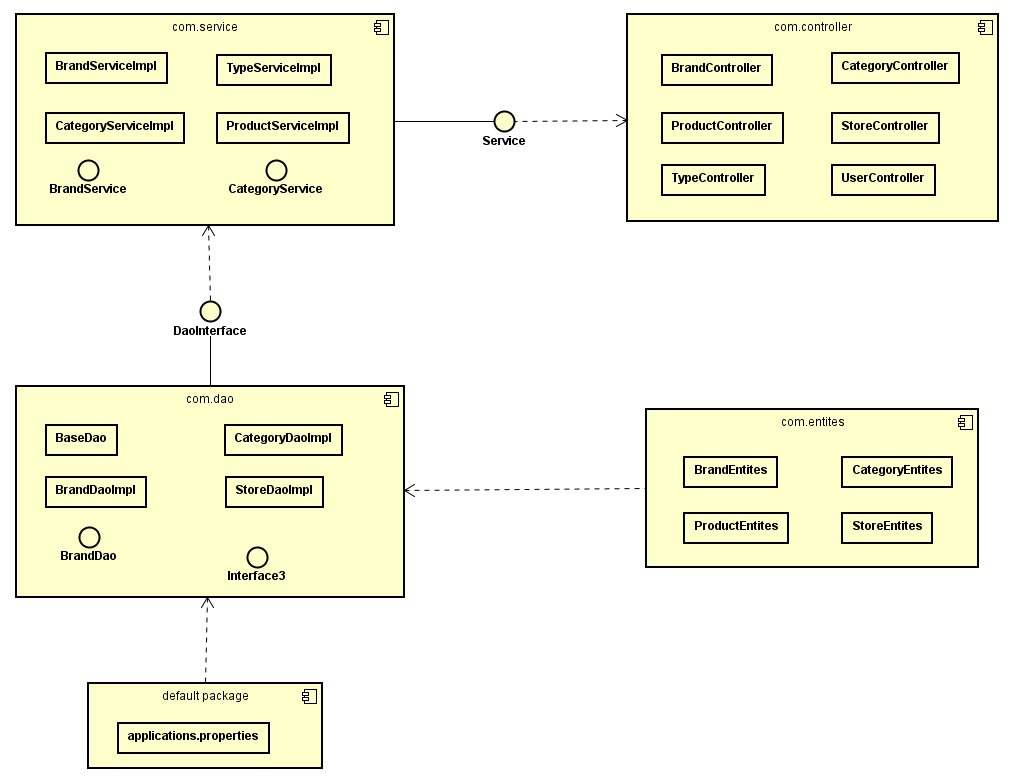 com.service
BrandServiceImpl
TypeServiceImpl
CategoryServiceImpl
ProductServiceImpl
BrandService
CategoryService
Service
com.controller
BrandController
CategoryController
ProductController
StoreController
TypeController
UserController
DaoInterface
com.dao
BaseDao
CategoryDaoImpl
BrandDaoImpl
StoreDaoImpl
BrandDao
Interface3
com.entites
BrandEntites
CategoryEntites
ProductEntites
StoreEntites
default package
applications.properties